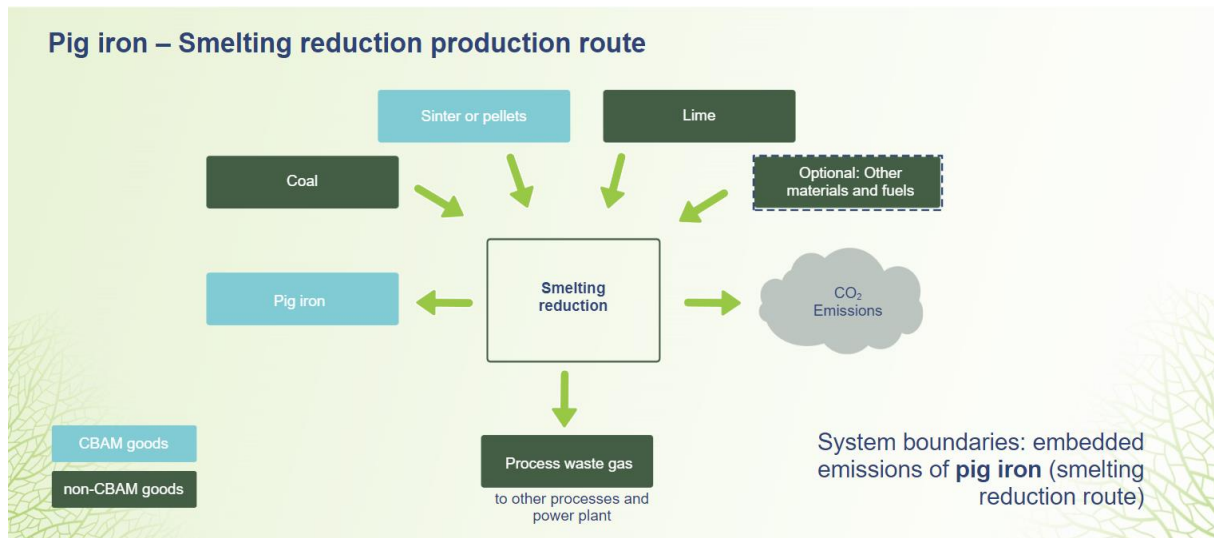 Pig iron – Smelting reduction production route
Sinter or pellets
Lime
Coal
Optional: Other
materials and fuels
Pig iron
Smelting
reduction
CO₂
Emissions
CBAM goods
non-CBAM goods
Process waste gas
to other processes and
power plant
System boundaries: embedded
emissions of pig iron (smelting
reduction route)